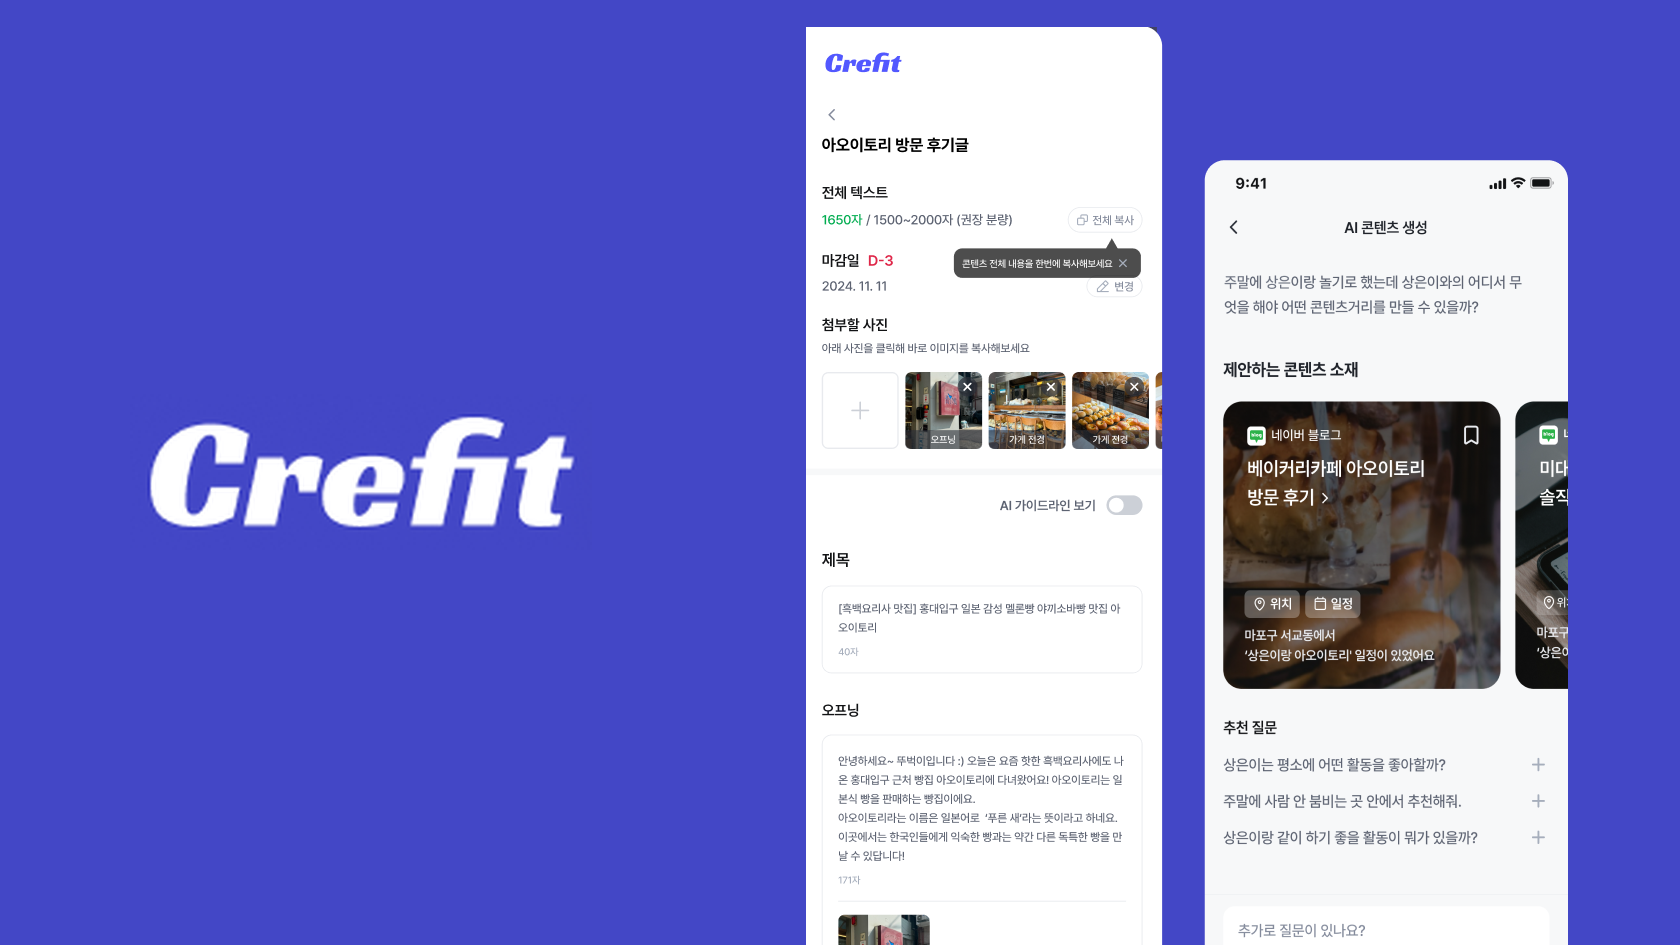 Crefit
Crefit
아오이토리 방문 후기글
전체 텍스트
1650자 / 1500~2000자 (권장 분량)
전체 복사
마감일 D-3
콘텐츠 전체 내용을 한번에 복사해보세요
2024. 11. 11
변경
첨부할 사진
아래 사진을 클릭해 바로 이미지를 복사해보세요
오프닝
가게 전경
가게 전경
AI 가이드라인 보기
제목
[흑백요리사 맛집] 홍대입구 일본 감성 멜론빵 야끼소바빵 맛집 아
오이토리
40자
오프닝
안녕하세요~ 뚜벅이입니다 :) 오늘은 요즘 핫한 흑백요리사에도 나
온 홍대입구 근처 빵집 아오이토리에 다녀왔어요! 아오이토리는 일
본식 빵을 판매하는 빵집이에요.
아오이토리라는 이름은 일본어로 '푸른 새'라는 뜻이라고 하네요.
이곳에서는 한국인들에게 익숙한 빵과는 약간 다른 독특한 빵을 만
날 수 있답니다!
171자
9:41
AI 콘텐츠 생성
주말에 상은이랑 놀기로 했는데 상은이와의 어디서 무
엇을 해야 어떤 콘텐츠거리를 만들 수 있을까?
제안하는 콘텐츠 소재
blog 네이버 블로그
베이커리카페 아오이토리
방문 후기
위치 일정
마포구 서교동에서
'상은이랑 아오이토리' 일정이 있었어요
blog
미대
솔직
위
마포구
'상은이
추천 질문
상은이는 평소에 어떤 활동을 좋아할까?
주말에 사람 안 붐비는 곳 안에서 추천해줘.
상은이랑 같이 하기 좋을 활동이 뭐가 있을까?
추가로 질문이 있나요?